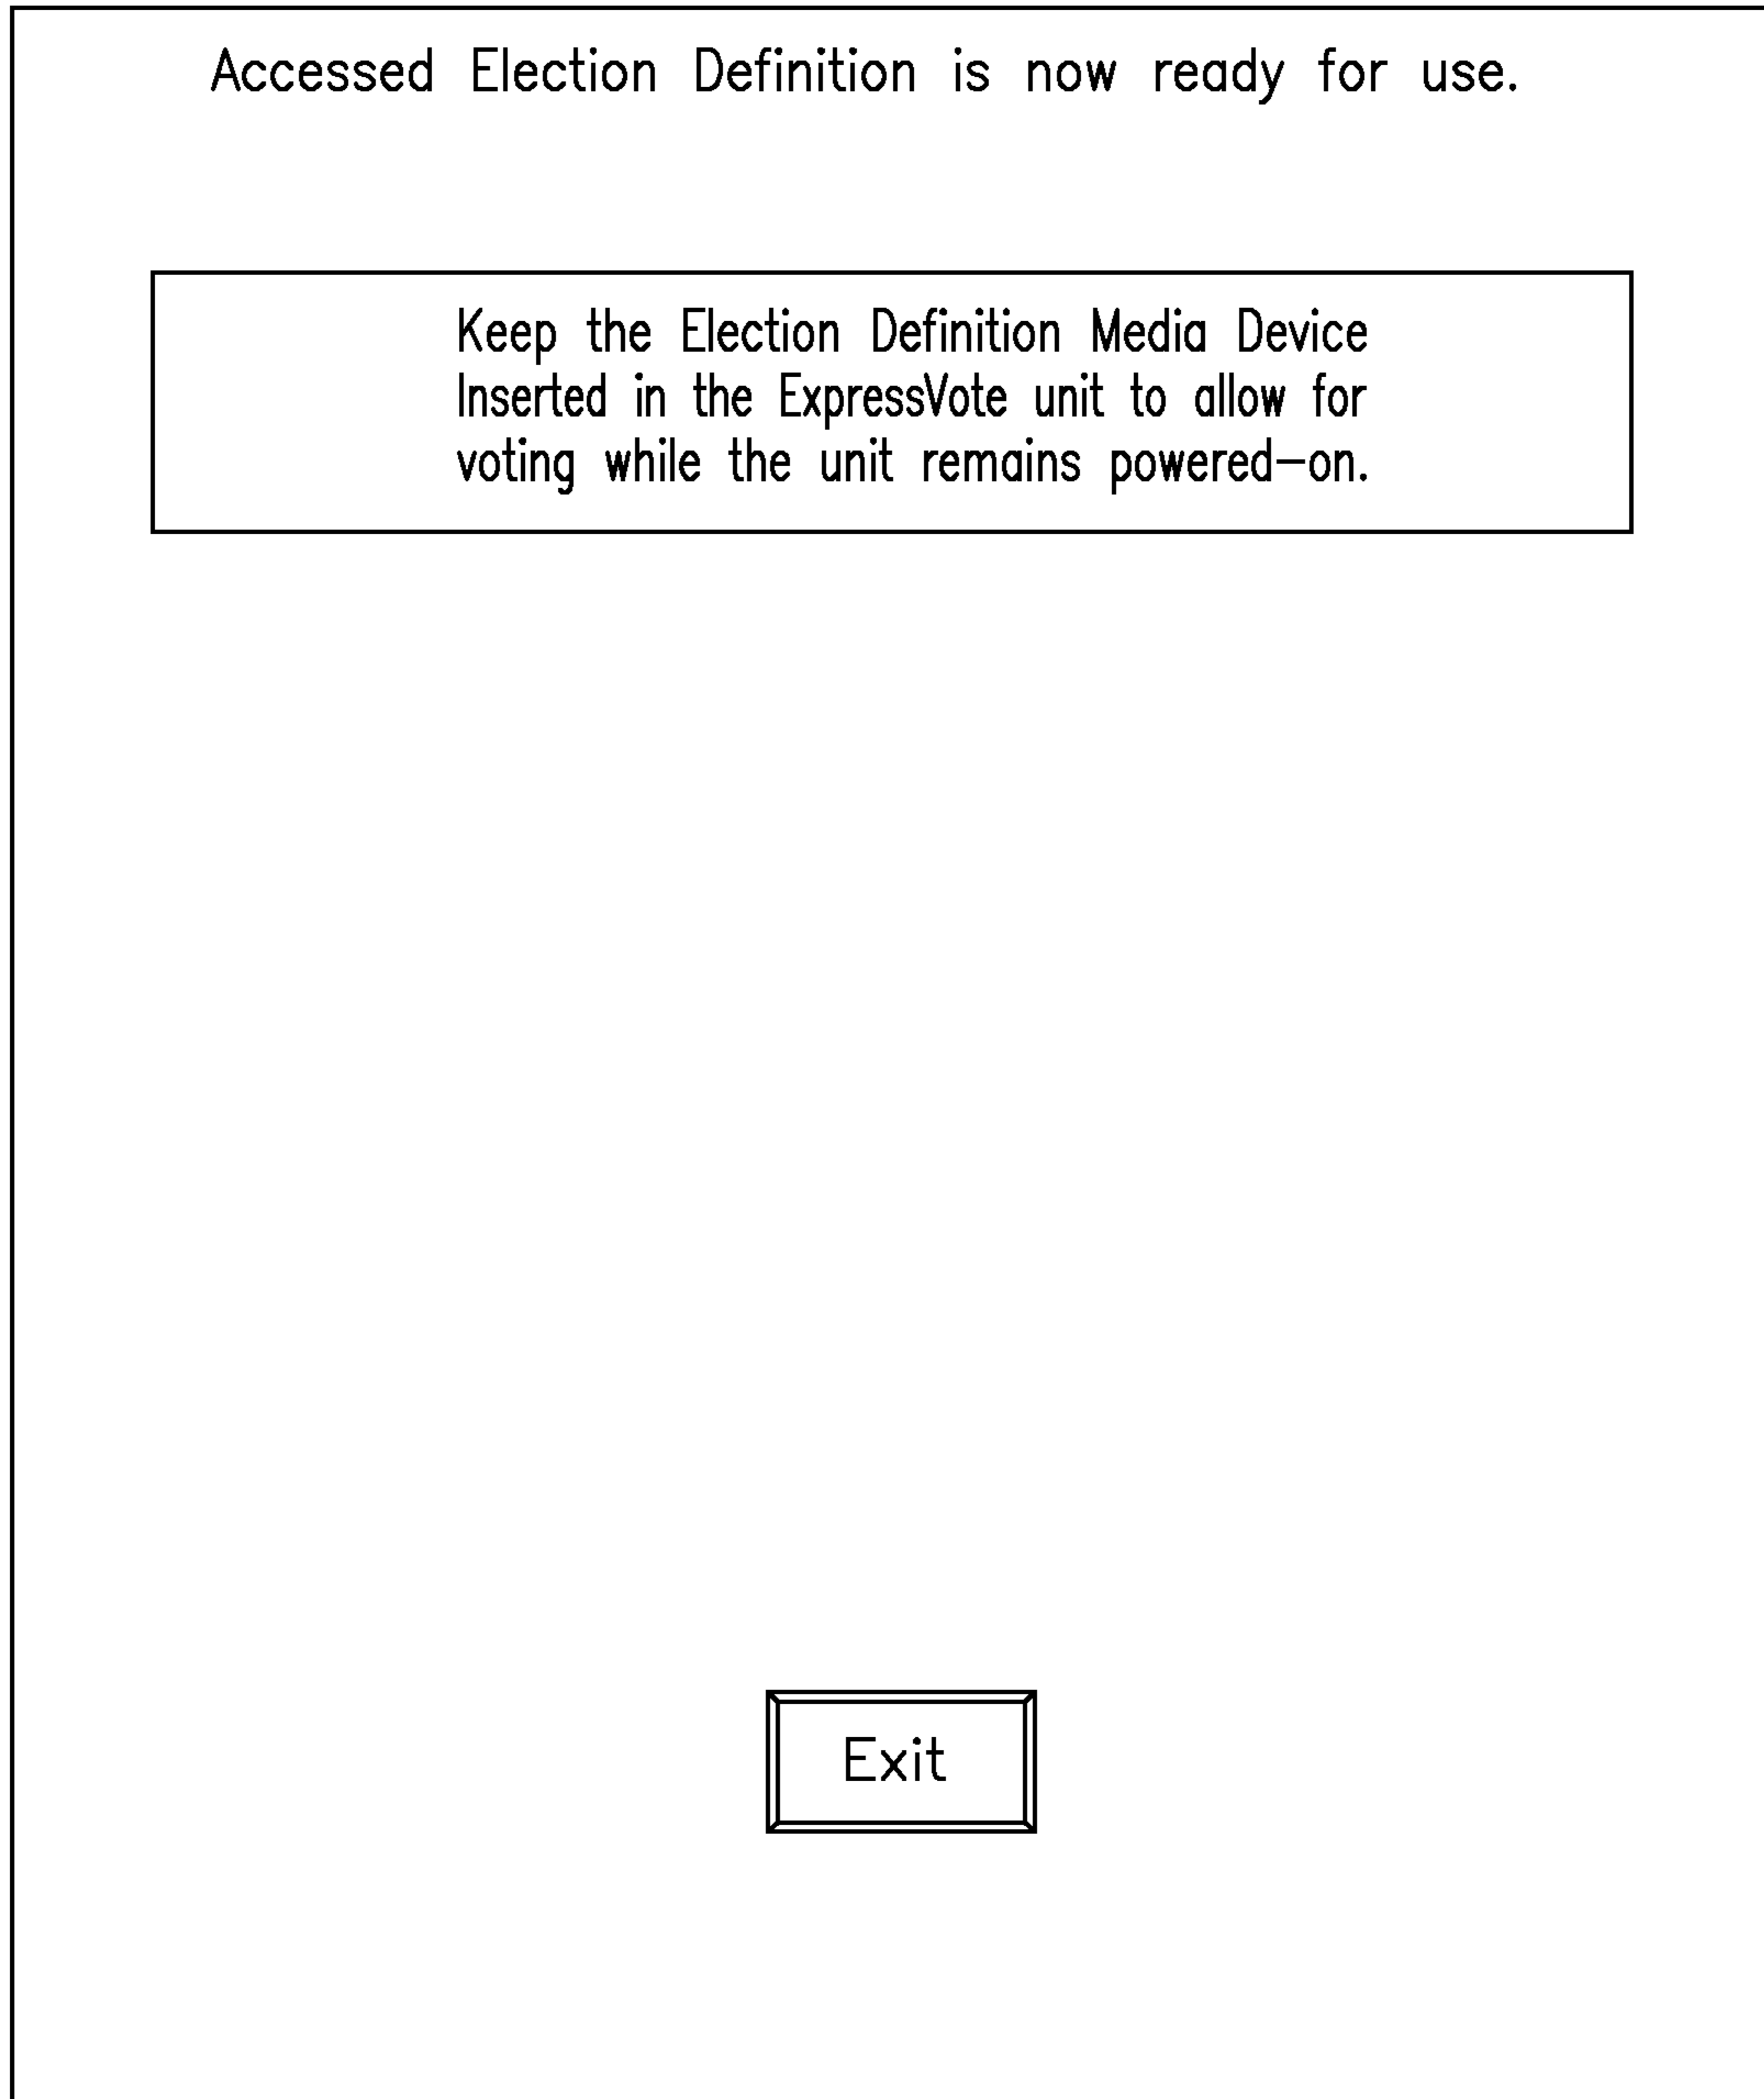 Accessed Election Definition is now ready for use.
Keep the Election Definition Media Device
Inserted in the ExpressVote unit to allow for
voting while the unit remains powered-on.
Exit